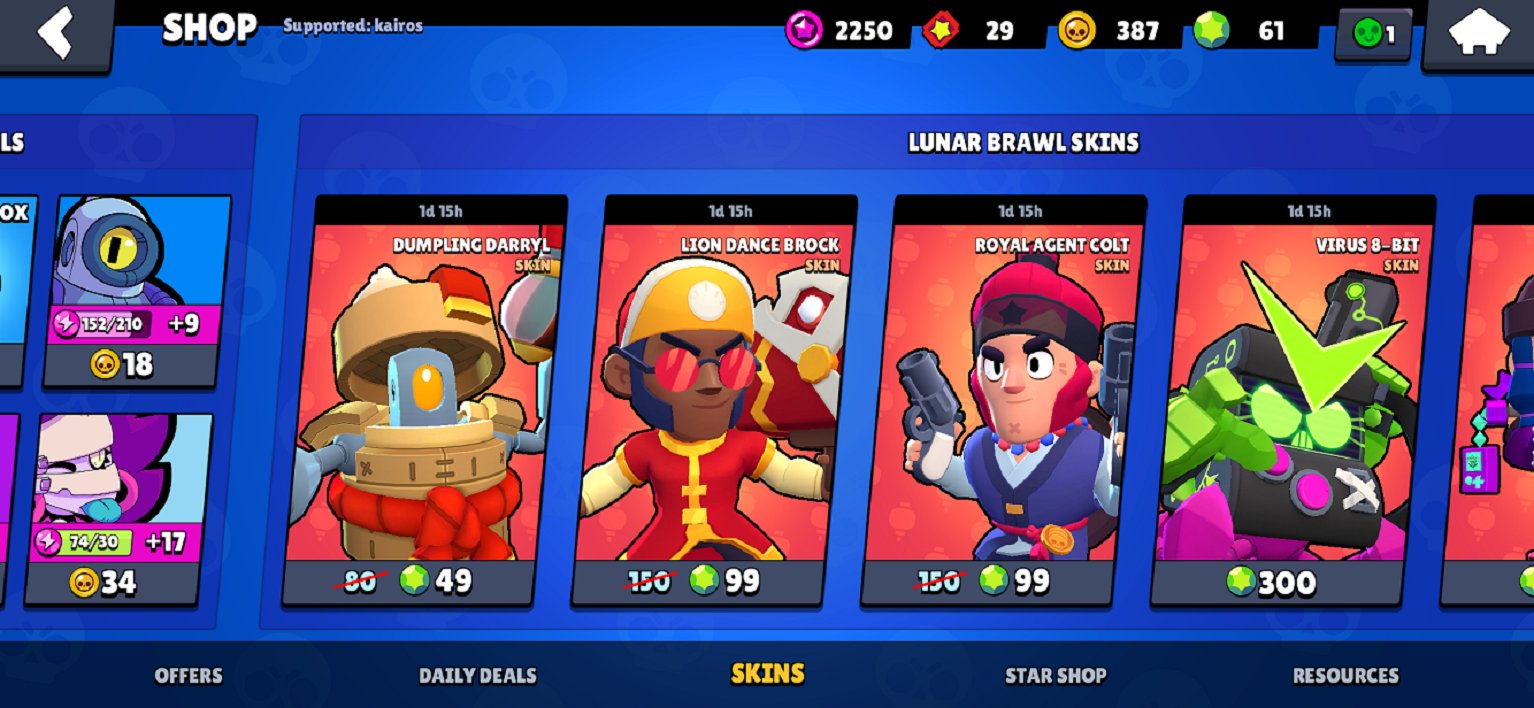 SHOP
Supported: kairos
2250
29
387
61
1
LS
OX
152/210
+9
18
74/30
+17
34
LUNAR BRAWL SKINS
1d 15h
DUMPLING DARRYL
SKIN
80 49
1d 15h
LION DANCE BROCK
SKIN
150 99
1d 15h
ROYAL AGENT COLT
SKIN
150 99
1d 15h
VIRUS 8-BIT
SKIN
300
OFFERS
DAILY DEALS
SKINS
STAR SHOP
RESOURCES